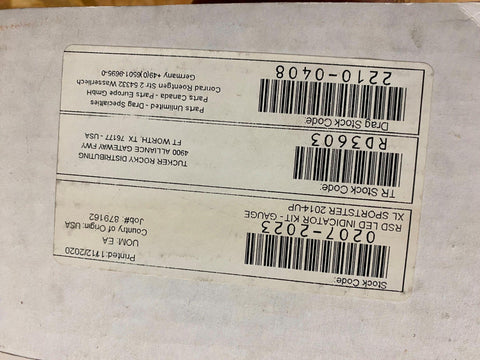 Stock Code:
0207-2023
RSD LED INDICATOR KIT - GAUGE
XL SPORTSTER 2014-UP
Printed:11/12/2020
UOM: EA
Country of Origin: USA
Job#: 879162
TR Stock Code:
RD3603
TUCKER ROCKY DISTRIBUTING
4900 ALLIANCE GATEWAY FWY
FT WORTH, TX, 76177 - USA
Drag Stock Code:
2210-0408
Parts Unlimited - Drag Specialties
Parts Canada - Parts Europe GmbH
Conrad Roentgen Str 2 54332 Wasserliech
Germany +49(0)6501-9695-0